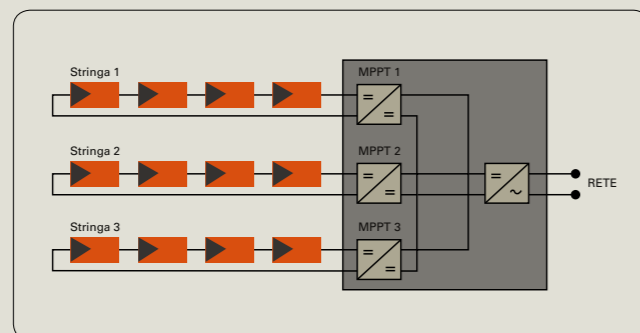 Stringa 1
MPPT 1
Stringa 2
MPPT 2
RETE
Stringa 3
MPPT 3